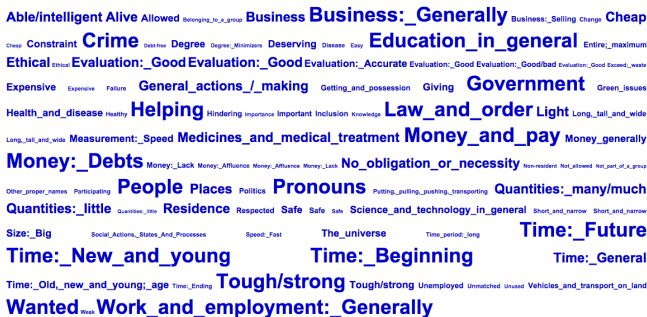 Able/intelligent Alive Allowed Belonging_to_a_group Business Business:_Generally Business:_Selling Change Cheap
Cheap Constraint Crime Debt-free Degree Degree:_Minimizers Deserving Disease Easy Education_in_general Entire;_maximum
Ethical Ethical Evaluation:_Good Evaluation:_Good Evaluation:_Accurate Evaluation:_Good Evaluation:_Good/bad Evaluation:_Good Exceed;_waste
Expensive Expensive Failure General_actions_/_making Getting_and_possession Giving Government Green_issues
Health_and_disease Healthy Helping Hindering Importance Important Inclusion Knowledge Law_and_order Light Long,_tall_and_wide
Long,_tall_and_wide Measurement:_Speed Medicines_and_medical_treatment Money_and_pay Money_generally
Money:_Debts Money:_Lack Money:_Affluence Money:_Affluence Money:_Lack No_obligation_or_necessity Non-resident Not_allowed Not_part_of_a_group
Other_proper_names Participating People Places Politics Pronouns Putting,_pulling,_pushing,_transporting Quantities:_many/much
Quantities:_little Quantities:_little Residence Respected Safe Safe Safe Science_and_technology_in_general Short_and_narrow Short_and_narrow
Size:_Big Social_Actions,_States_And_Processes Speed:_Fast The_universe Time_period:_long Time:_Future
Time:_New_and_young Time:_Beginning Time:_General
Time:_Old,_new_and_young;_age Time:_Ending Tough/strong Tough/strong Unemployed Unmatched Unused Vehicles_and_transport_on_land
Wanted Weak Work_and_employment:_Generally